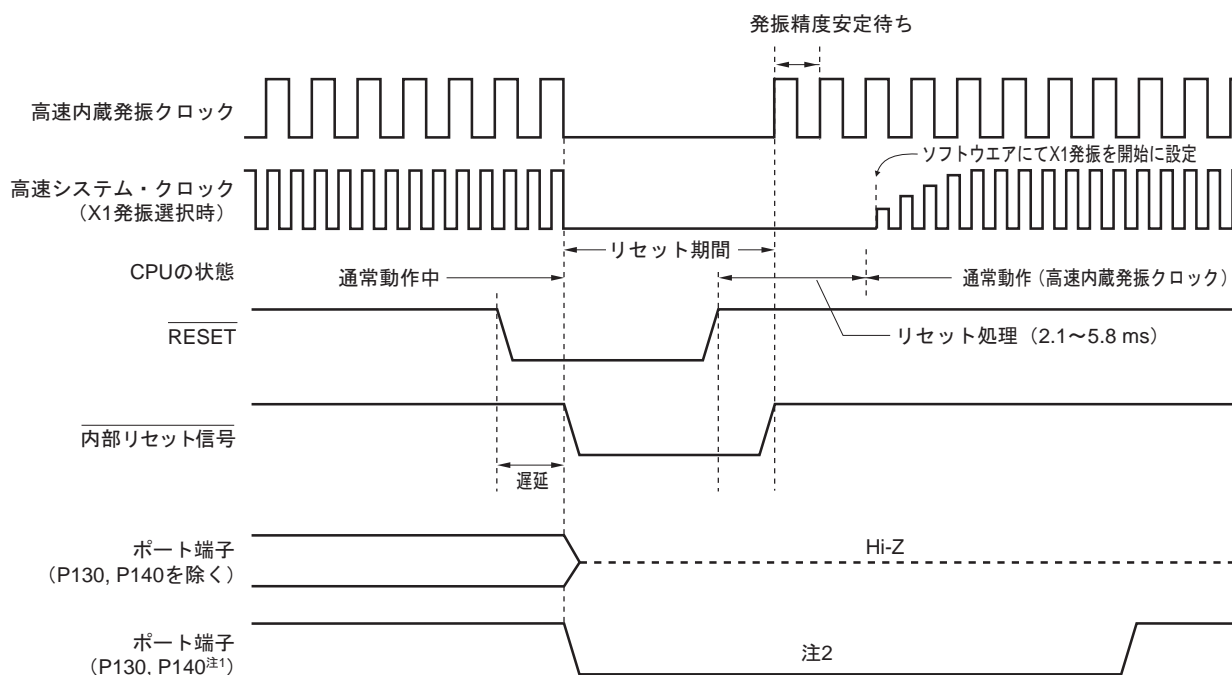 発振精度安定待ち
高速内蔵発振クロック
ソフトウエアにてX1発振を開始に設定
高速システム・クロック
（X1発振選択時）
リセット期間
CPUの状態
通常動作中
通常動作（高速内蔵発振クロック）
RESET
リセット処理（2.1～5.8 ms）
内部リセット信号
遅延
ポート端子
（P130, P140を除く）
Hi-Z
ポート端子
（P130, P140注1）
注2